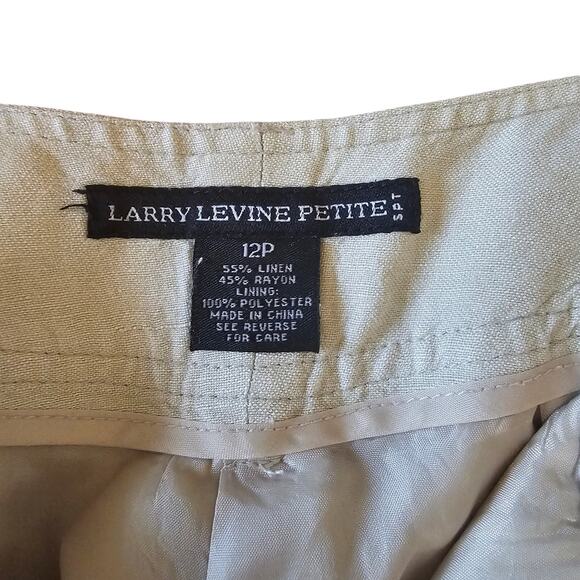 LARRY LEVINE PETITE SPT
12P
55% LINEN
45% RAYON
LINING:
100% POLYESTER
MADE IN CHINA
SEE REVERSE
FOR CARE